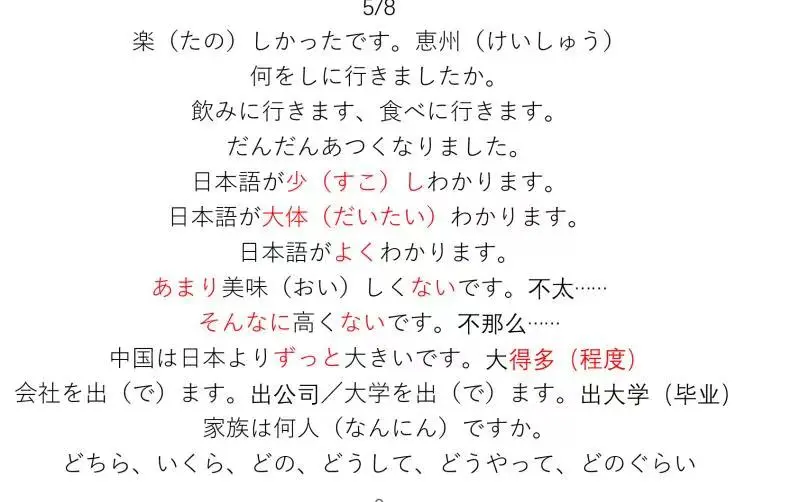 5/8
楽（たの）しかったです。恵州（けいしゅう）
何をしに行きましたか。
飲みに行きます、食べに行きます。
だんだんあつくなりました。
日本語が少（すこ）しわかります。
日本語が大体（だいたい）わかります。
日本語がよくわかります。
あまり美味（おい）しくないです。不太……
そんなに高くないです。不那么……
中国は日本よりずっと大きいです。大得多（程度）
会社を出（で）ます。出公司／大学を出（で）ます。出大学（毕业）
家族は何人（なんにん）ですか。
どちら、いくら、どの、どうして、どうやって、どのぐらい